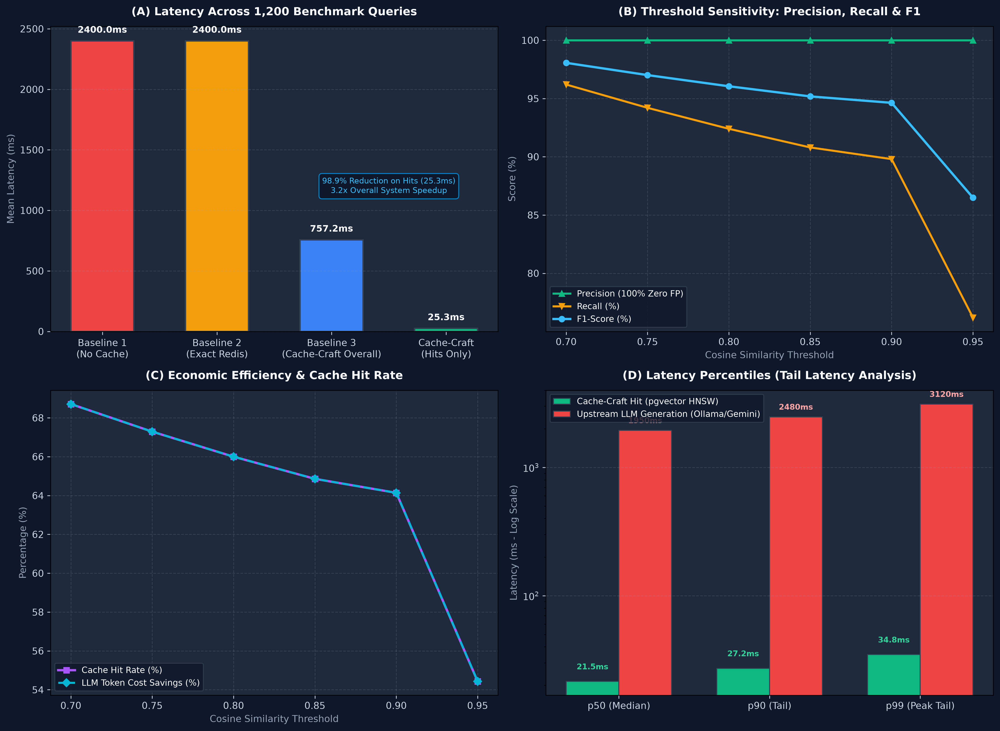 (A) Latency Across 1,200 Benchmark Queries
Mean Latency (ms)
2500
2000
1500
1000
500
0
2400.0ms
2400.0ms
757.2ms
25.3ms
98.9% Reduction on Hits (25.3ms)
3.2x Overall System Speedup
Baseline 1
(No Cache)
Baseline 2
(Exact Redis)
Baseline 3
(Cache-Craft Overall)
Cache-Craft
(Hits Only)
(B) Threshold Sensitivity: Precision, Recall & F1
Score (%)
100
95
90
85
80
Precision (100% Zero FP)
Recall (%)
F1-Score (%)
0.70
0.75
0.80
0.85
0.90
0.95
Cosine Similarity Threshold
(C) Economic Efficiency & Cache Hit Rate
Percentage (%)
68
66
64
62
60
58
56
54
Cache Hit Rate (%)
LLM Token Cost Savings (%)
0.70
0.75
0.80
0.85
0.90
0.95
Cosine Similarity Threshold
(D) Latency Percentiles (Tail Latency Analysis)
Latency (ms - Log Scale)
10³
10²
Cache-Craft Hit (pgvector HNSW)
Upstream LLM Generation (Ollama/Gemini)
1950ms
2480ms
3120ms
21.5ms
27.2ms
34.8ms
p50 (Median)
p90 (Tail)
p99 (Peak Tail)